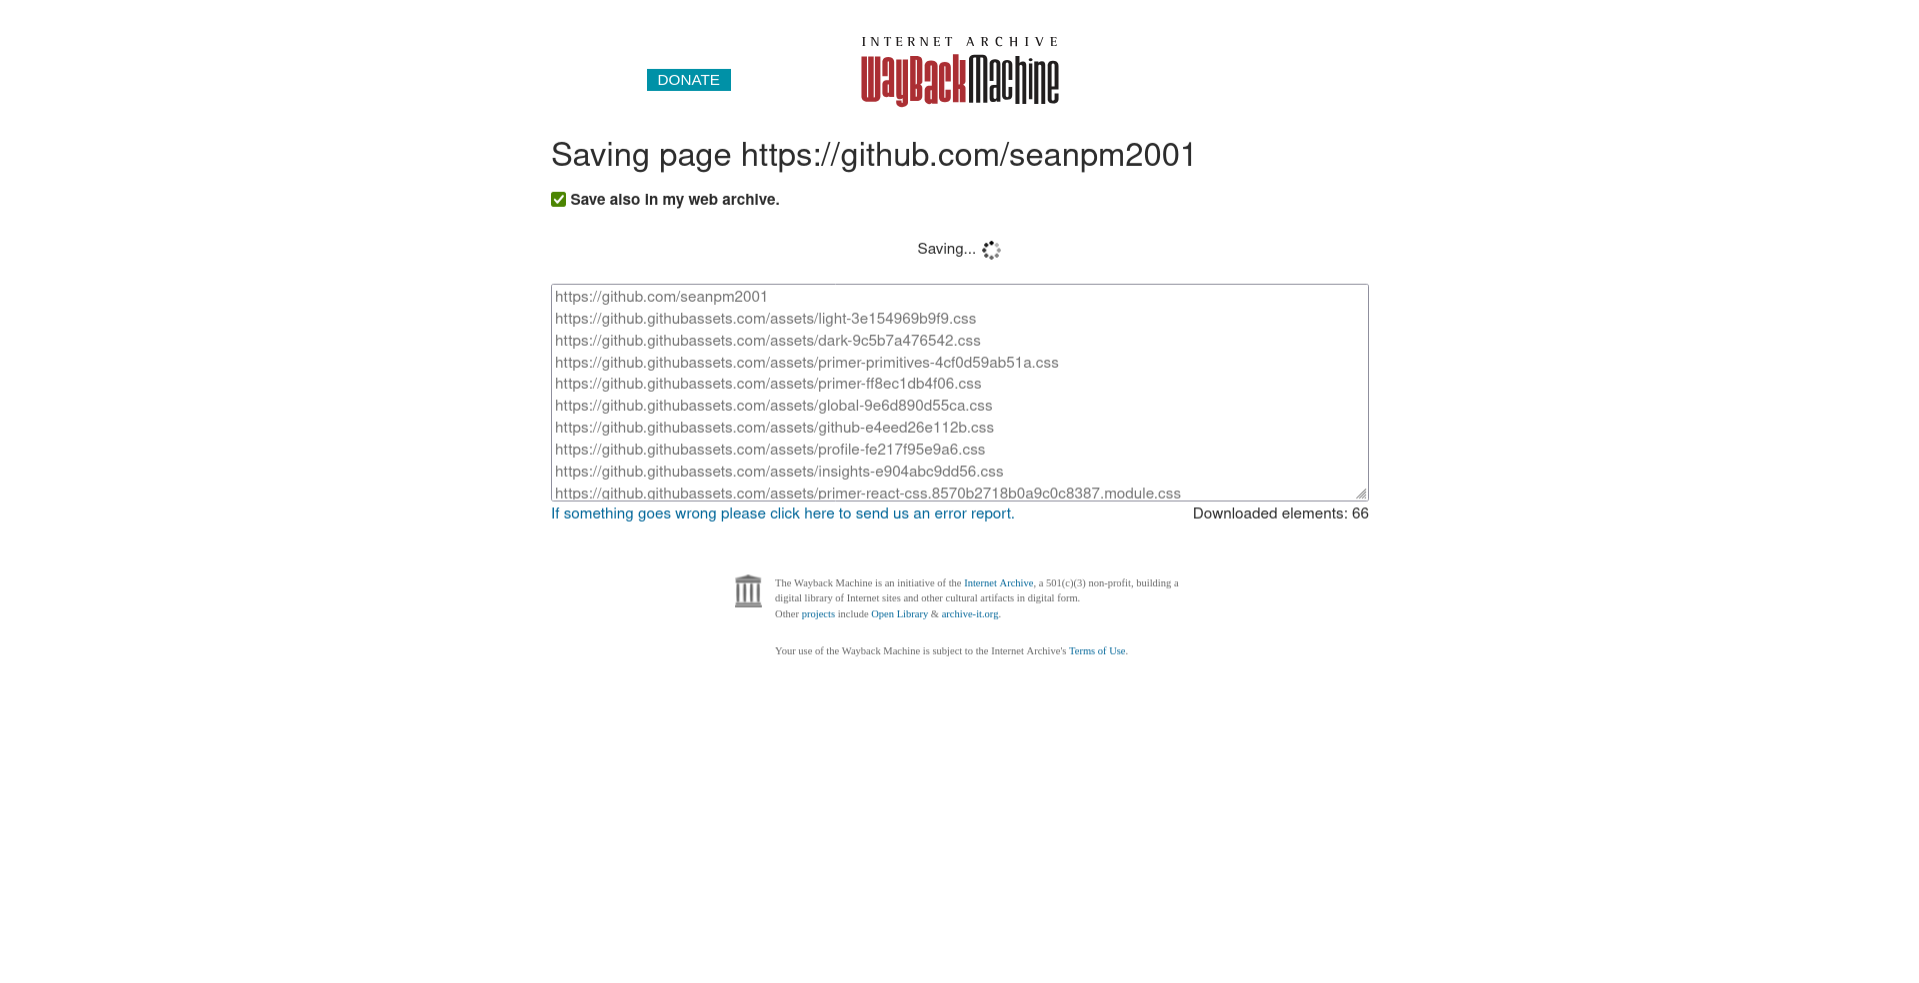 INTERNET ARCHIVE
DONATE
WayBackMachine
Saving page https://github.com/seanpm2001
Save also in my web archive.
Saving...
https://github.com/seanpm2001
https://github.githubassets.com/assets/light-3e154969b9f9.css
https://github.githubassets.com/assets/dark-9c5b7a476542.css
https://github.githubassets.com/assets/primer-primitives-4cf0d59ab51a.css
https://github.githubassets.com/assets/primer-ff8ec1db4f06.css
https://github.githubassets.com/assets/global-9e6d890d55ca.css
https://github.githubassets.com/assets/github-e4eed26e112b.css
https://github.githubassets.com/assets/profile-fe217f95e9a6.css
https://github.githubassets.com/assets/insights-e904abc9dd56.css
https://github.githubassets.com/assets/primer-react-css.8570b2718b0a9c0c8387.module.css
If something goes wrong please click here to send us an error report. Downloaded elements: 66
The Wayback Machine is an initiative of the Internet Archive, a 501(c)(3) non-profit, building a
digital library of Internet sites and other cultural artifacts in digital form.
Other projects include Open Library & archive-it.org.
Your use of the Wayback Machine is subject to the Internet Archive's Terms of Use.